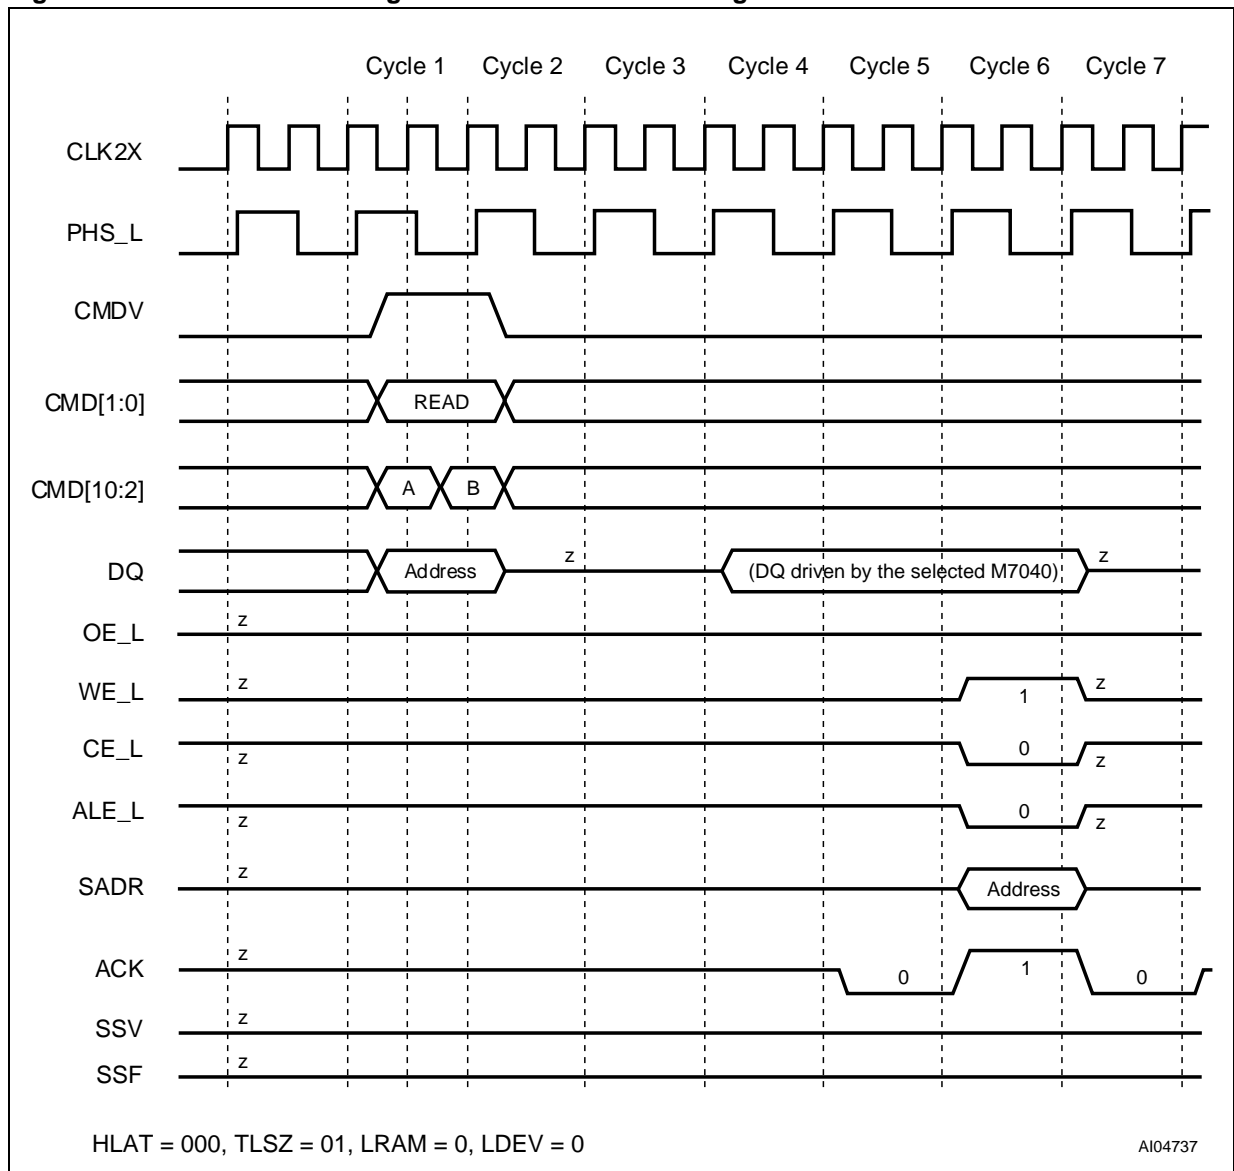 Cycle 1 Cycle 2 Cycle 3 Cycle 4 Cycle 5 Cycle 6 Cycle 7
CLK2X
PHS_L
CMDV
CMD[1:0] READ
CMD[10:2] A B
DQ Address z (DQ driven by the selected M7040) z
OE_L z
WE_L z 1 z
CE_L z 0 z
ALE_L z 0 z
SADR z Address
ACK z 0 1 0
SSV z
SSF z
HLAT = 000, TLSZ = 01, LRAM = 0, LDEV = 0
AI04737